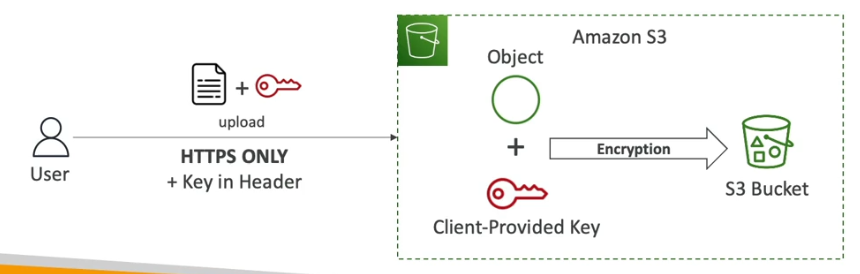 Amazon S3
Object
+
upload
User
HTTPS ONLY
+ Key in Header
+
Encryption
S3 Bucket
Client-Provided Key